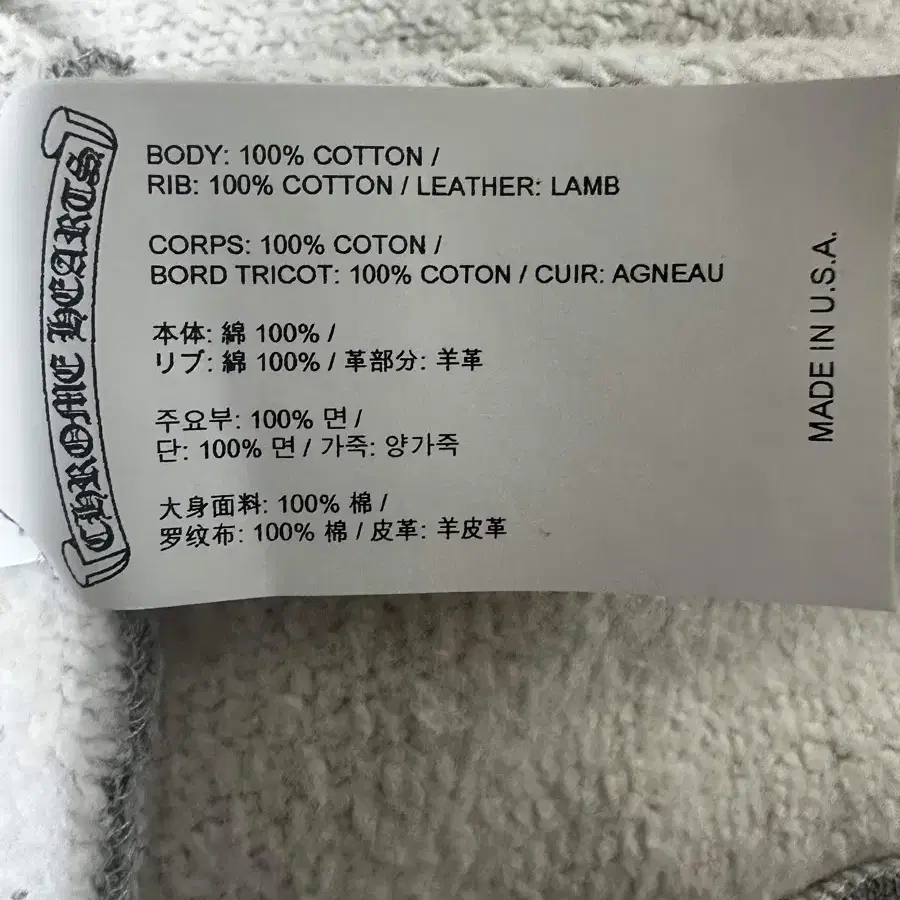 CHROME HEARTS
BODY: 100% COTTON /
RIB: 100% COTTON / LEATHER: LAMB
CORPS: 100% COTON /
BORD TRICOT: 100% COTON / CUIR: AGNEAU
本体: 綿 100% /
リブ: 綿 100% / 革部分: 羊革
주요부: 100% 면 /
단: 100% 면 / 가죽: 양가죽
大身面料: 100% 棉 /
罗纹布: 100% 棉 / 皮革: 羊皮革
MADE IN U.S.A.